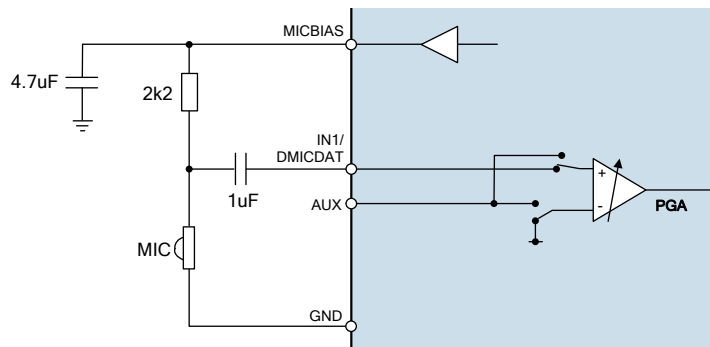 MICBIAS
4.7uF
2k2
IN1/
DMICDAT
1uF
AUX
+
-
PGA
MIC
GND